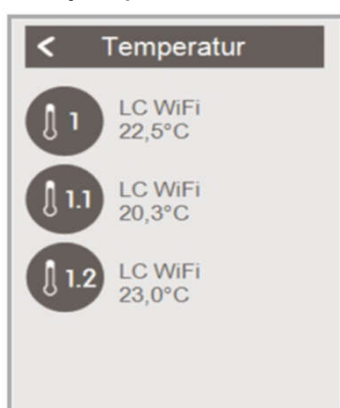 < Temperatur
1 LC WiFi
22,5°C
1.1 LC WiFi
20,3°C
1.2 LC WiFi
23,0°C